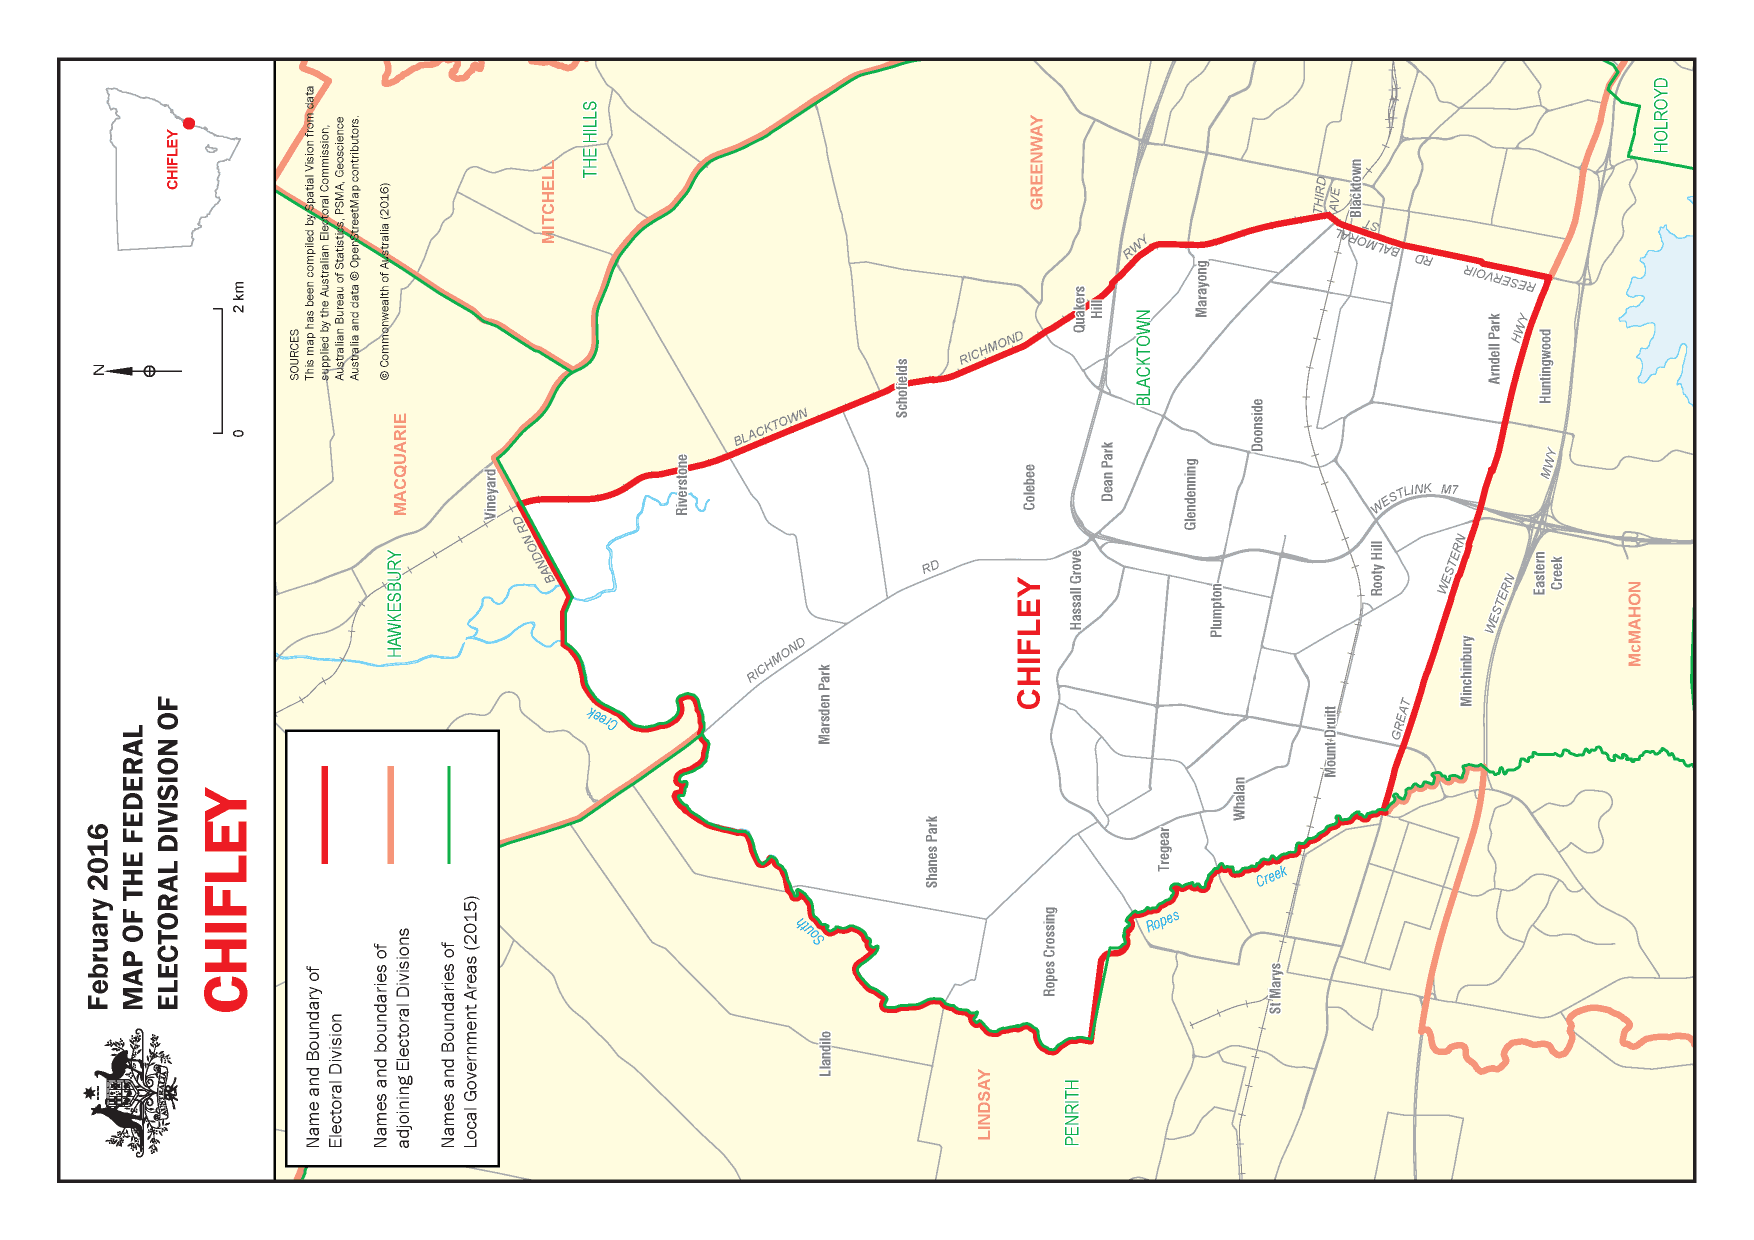 February 2016
MAP OF THE FEDERAL
ELECTORAL DIVISION OF
CHIFLEY
N
0
2 km
CHIFLEY
Name and Boundary of
Electoral Division
Names and boundaries of
adjoining Electoral Divisions
Names and Boundaries of
Local Government Areas (2015)
SOURCES
This map has been compiled by Spatial Vision from data
supplied by the Australian Electoral Commission,
Australian Bureau of Statistics, PSMA, Geoscience
Australia and data © OpenStreetMap contributors.
© Commonwealth of Australia (2016)
HAWKESBURY
MACQUARIE
Vineyard
BANDON RD
MITCHELL
THE HILLS
Creek
Riverstone
BLACKTOWN
RICHMOND
RD
Marsden Park
Schofields
RICHMOND
RWY
South
Llandilo
Shanes Park
LINDSAY
PENRITH
Ropes Crossing
CHIFLEY
Colebee
GREENWAY
Quakers
Hill
Hassall Grove
Dean Park
BLACKTOWN
Ropes
Creek
Tregear
Whalan
Plumpton
Glendenning
Marayong
Doonside
St Marys
Mount Druitt
Rooty Hill
WESTLINK M7
THIRD
AVE
Blacktown
BALMORAL
ST
RESERVOIR
RD
GREAT
WESTERN
HWY
Arndell Park
Huntingwood
Minchinbury
WESTERN
MWY
Eastern
Creek
McMAHON
HOLROYD